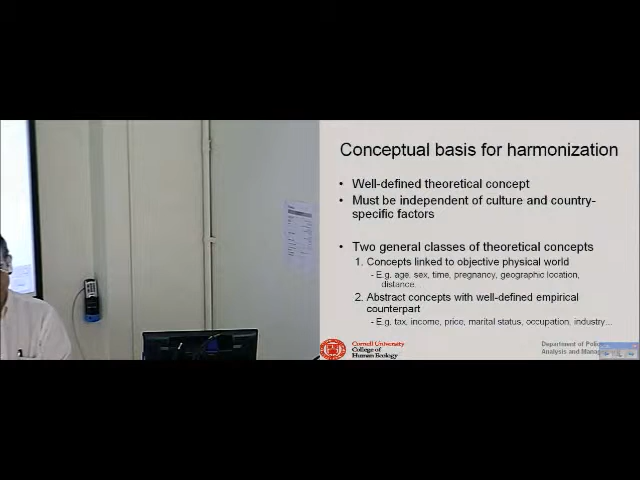 Conceptual basis for harmonization
• Well-defined theoretical concept
• Must be independent of culture and country-
specific factors
• Two general classes of theoretical concepts
1. Concepts linked to objective physical world
- E.g. age, sex, time, pregnancy, geographic location,
distance...
2. Abstract concepts with well-defined empirical
counterpart
- E.g. tax, income, price, marital status, occupation, industry...
Cornell University
College of
Human Ecology
Department of
Analysis and